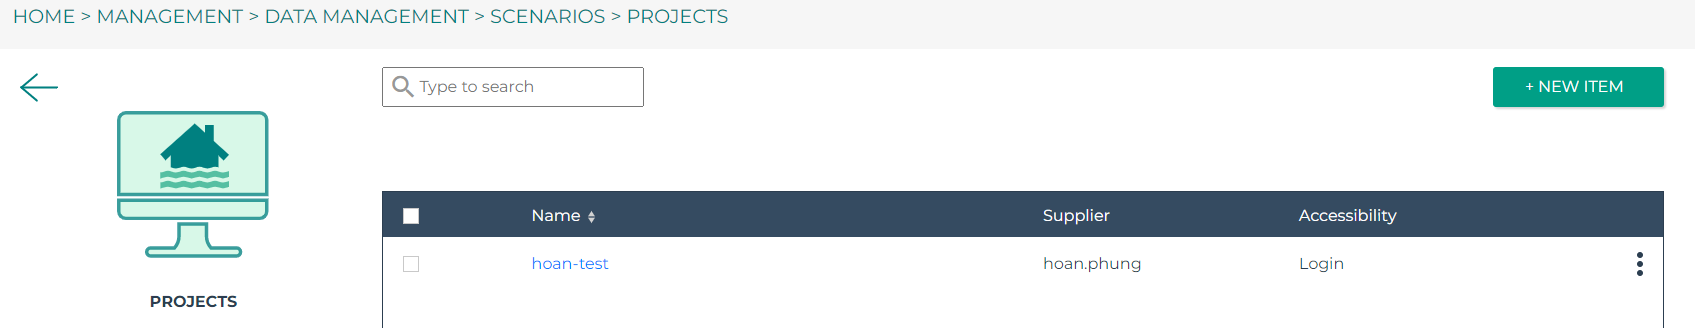 HOME > MANAGEMENT > DATA MANAGEMENT > SCENARIOS > PROJECTS
Type to search
+ NEW ITEM
PROJECTS
Name Supplier Accessibility
hoan-test hoan.phung Login